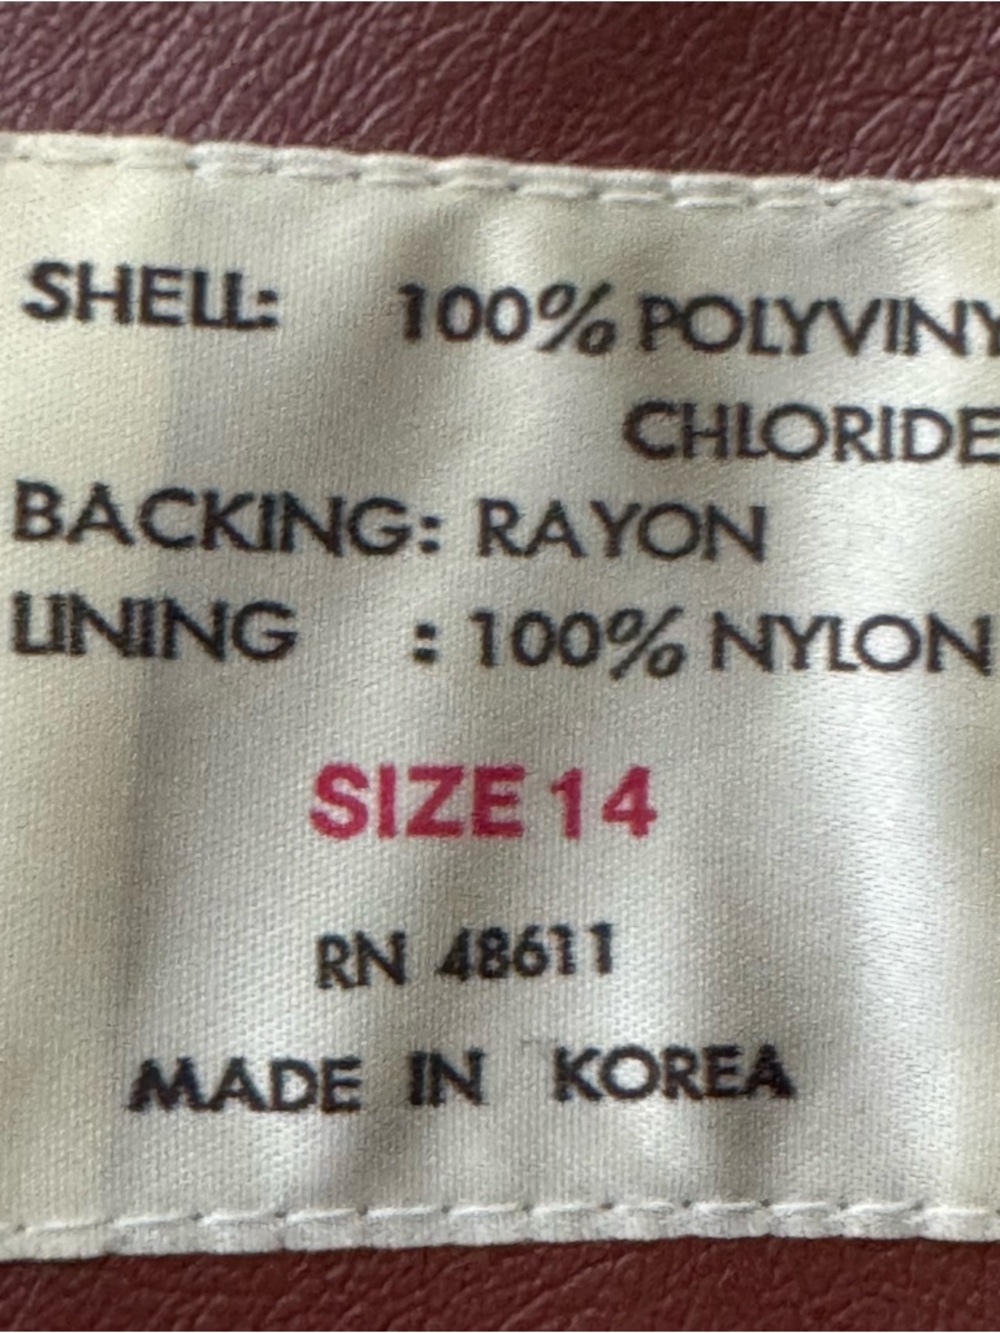 SHELL: 100% POLYVINY
CHLORIDE
BACKING: RAYON
LINING : 100% NYLON
SIZE 14
RN 48611
MADE IN KOREA